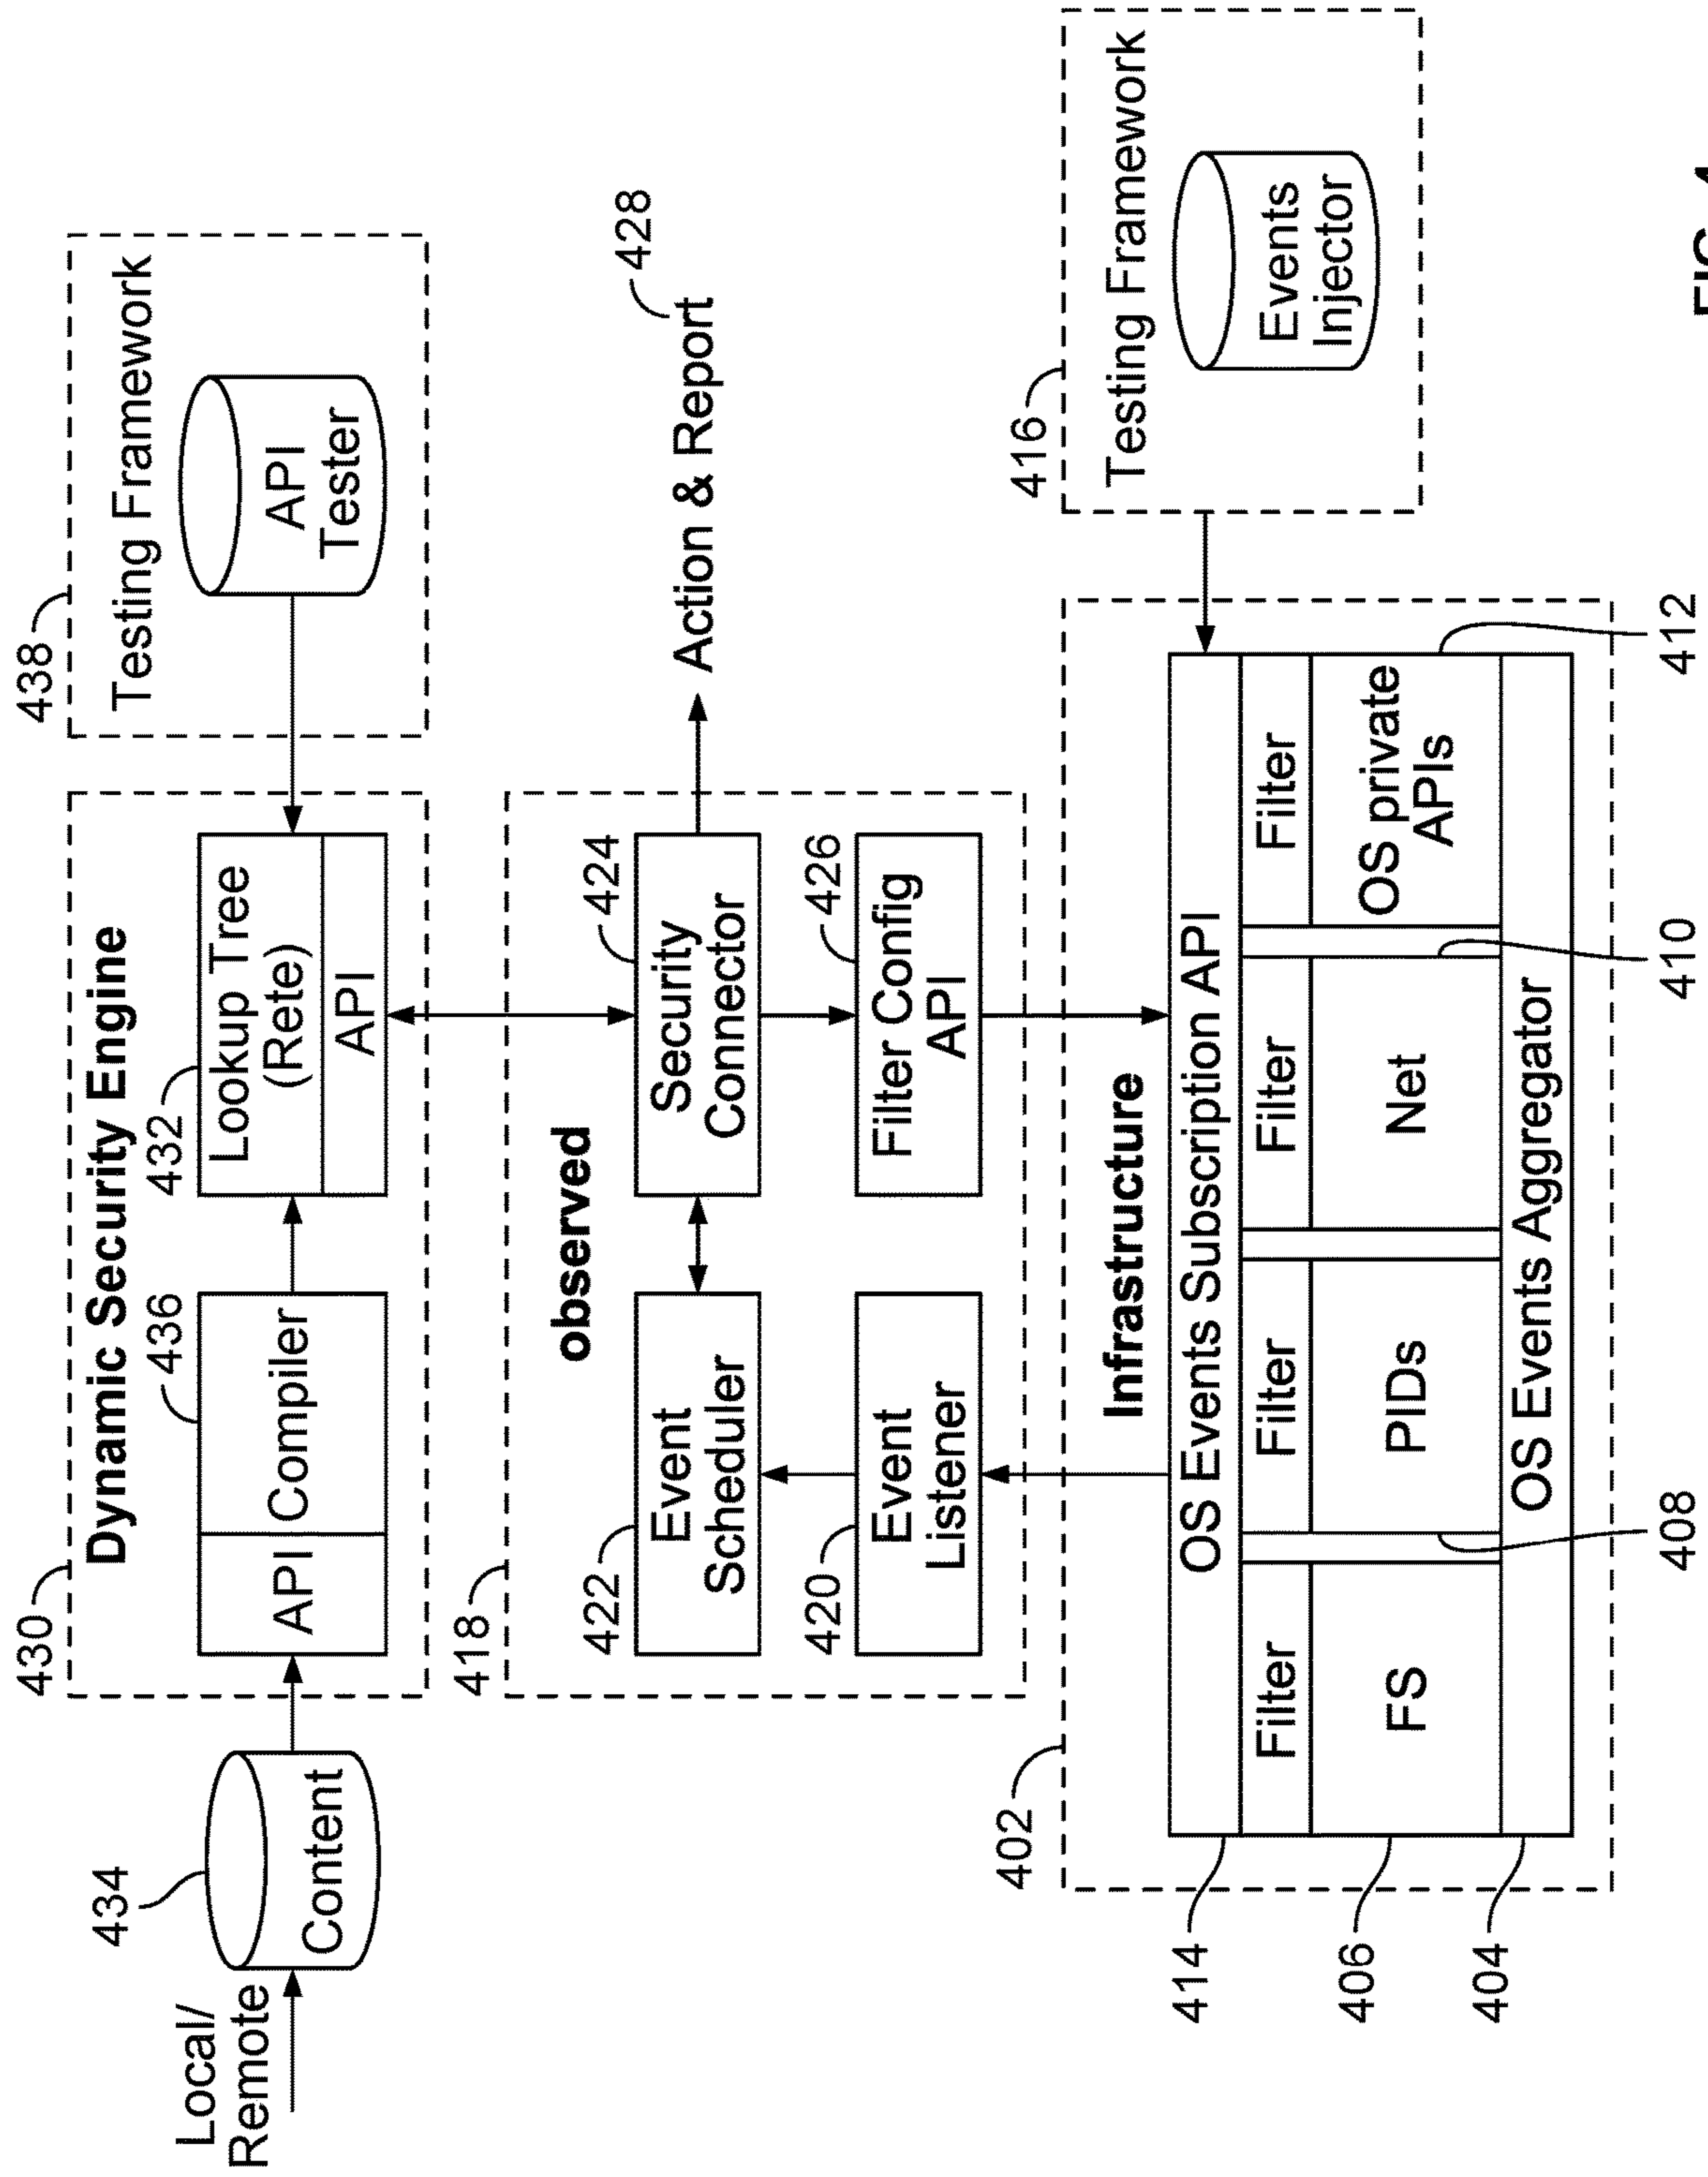 430
438
Dynamic Security Engine
Testing Framework
434
436
432
Local/
Remote
Content
API
Compiler
Lookup Tree
(Rete)
API
API
Tester
418
observed
422
424
428
Event
Scheduler
Security
Connector
Action & Report
420
426
Event
Listener
Filter Config
API
402
Infrastructure
416
Testing Framework
414
OS Events Subscription API
Events
Injector
Filter
Filter
Filter
Filter
406
FS
PIDs
Net
OS private
APIs
404
OS Events Aggregator
408
410
412